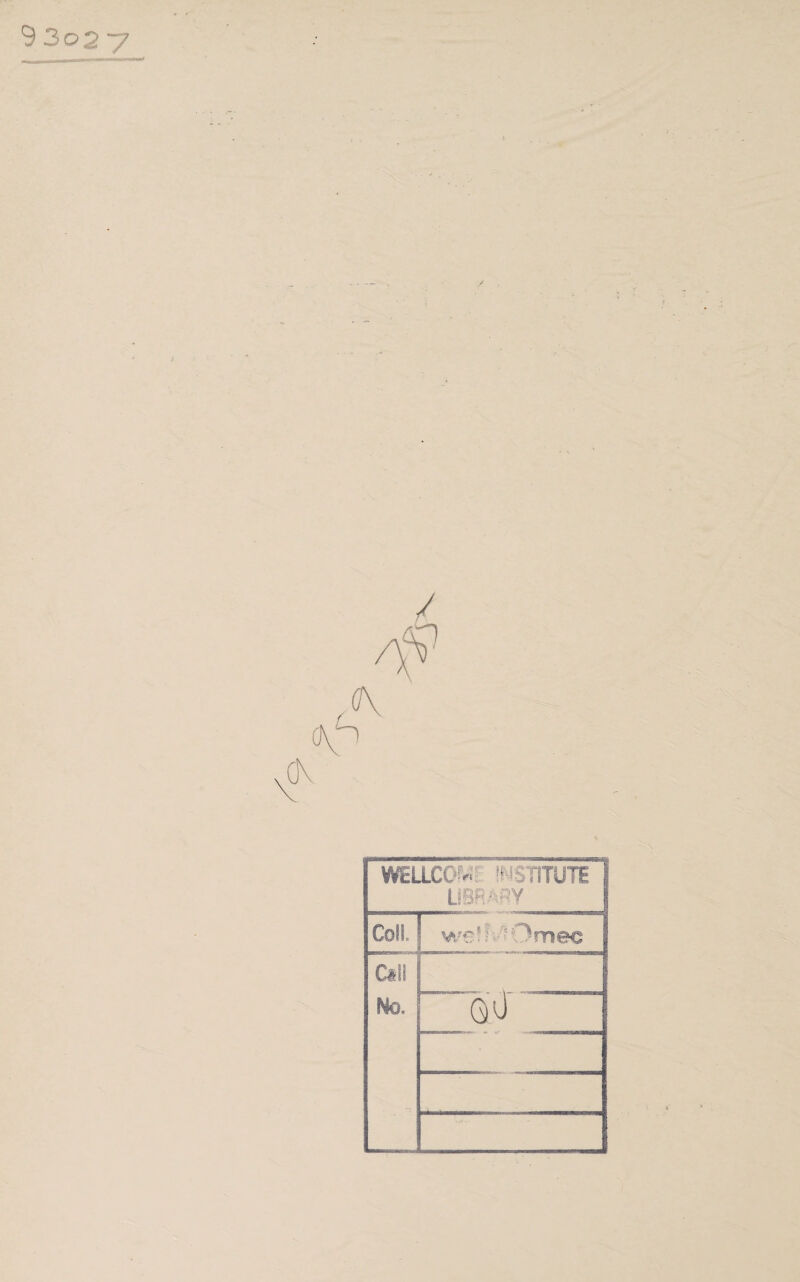 93027
WELLCOME INSTITUTE
LIBRARY
Coll. welMOmec
Call
No. QU